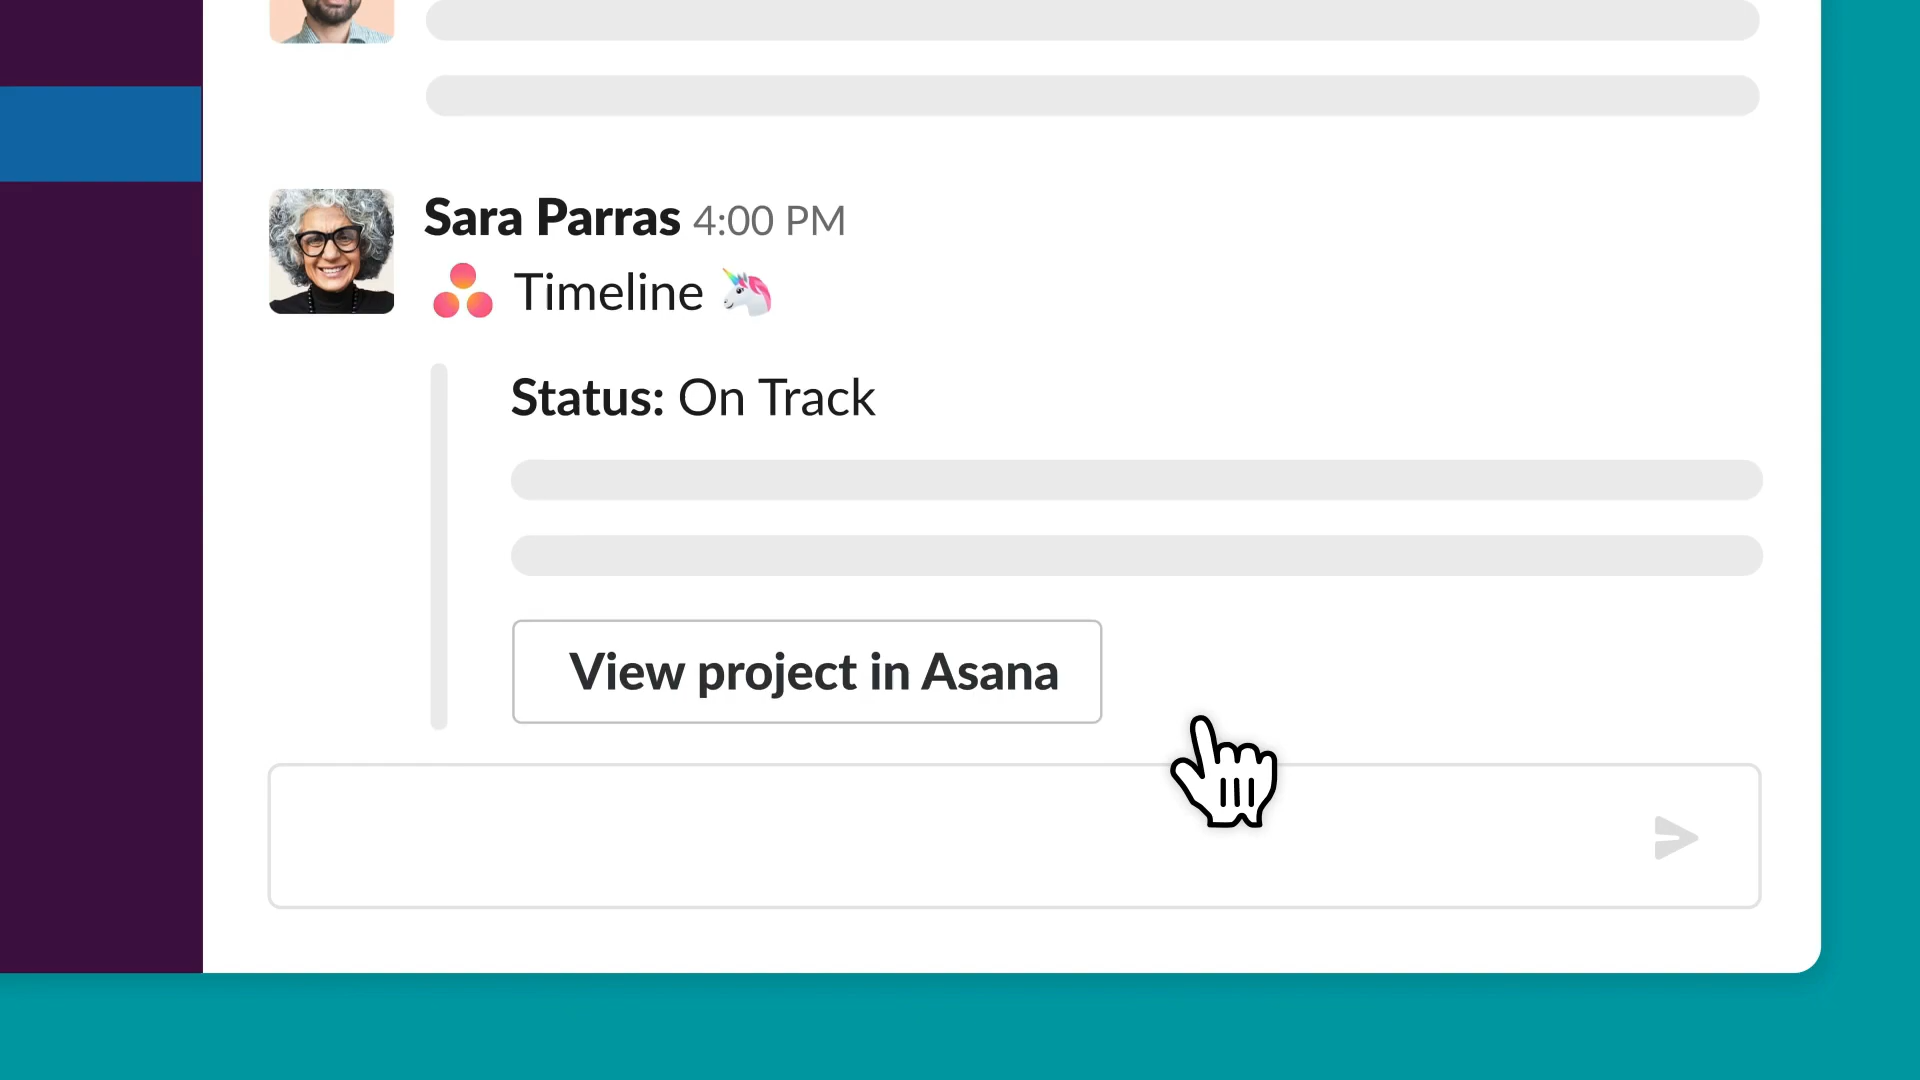 Sara Parras 4:00 PM
Timeline 🦄
Status: On Track
View project in Asana